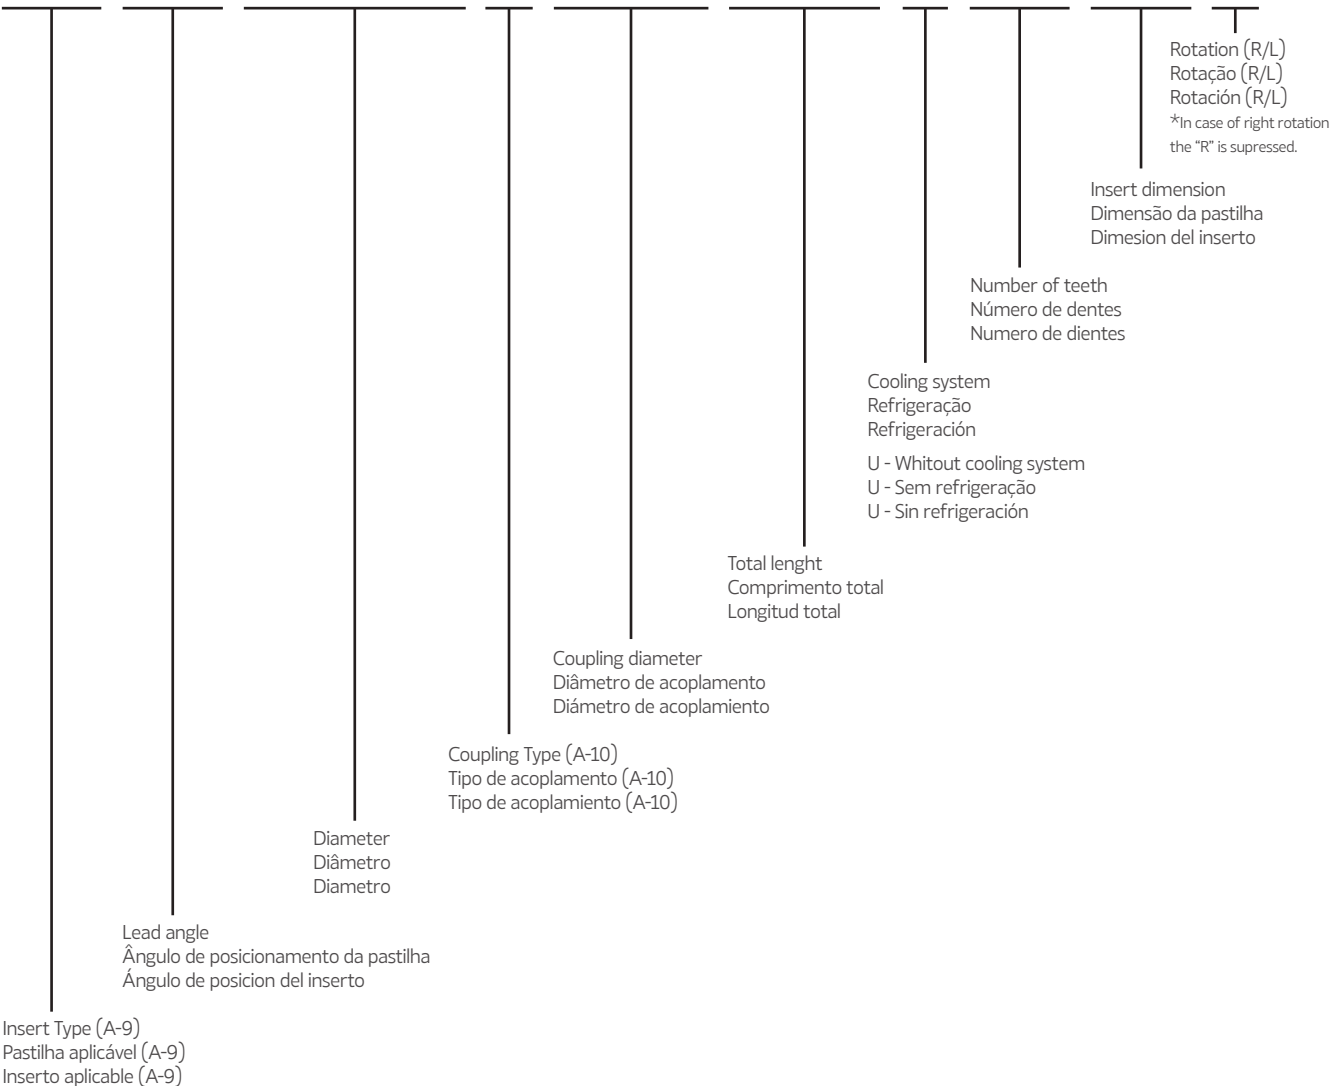 Rotation (R/L)
Rotação (R/L)
Rotación (R/L)
*In case of right rotation
the "R" is supressed.
Insert dimension
Dimensão da pastilha
Dimesion del inserto
Number of teeth
Número de dentes
Numero de dientes
Cooling system
Refrigeração
Refrigeración
U - Whitout cooling system
U - Sem refrigeração
U - Sin refrigeración
Total lenght
Comprimento total
Longitud total
Coupling diameter
Diâmetro de acoplamento
Diámetro de acoplamiento
Coupling Type (A-10)
Tipo de acoplamento (A-10)
Tipo de acoplamiento (A-10)
Diameter
Diâmetro
Diametro
Lead angle
Ângulo de posicionamento da pastilha
Ángulo de posicion del inserto
Insert Type (A-9)
Pastilha aplicável (A-9)
Inserto aplicable (A-9)